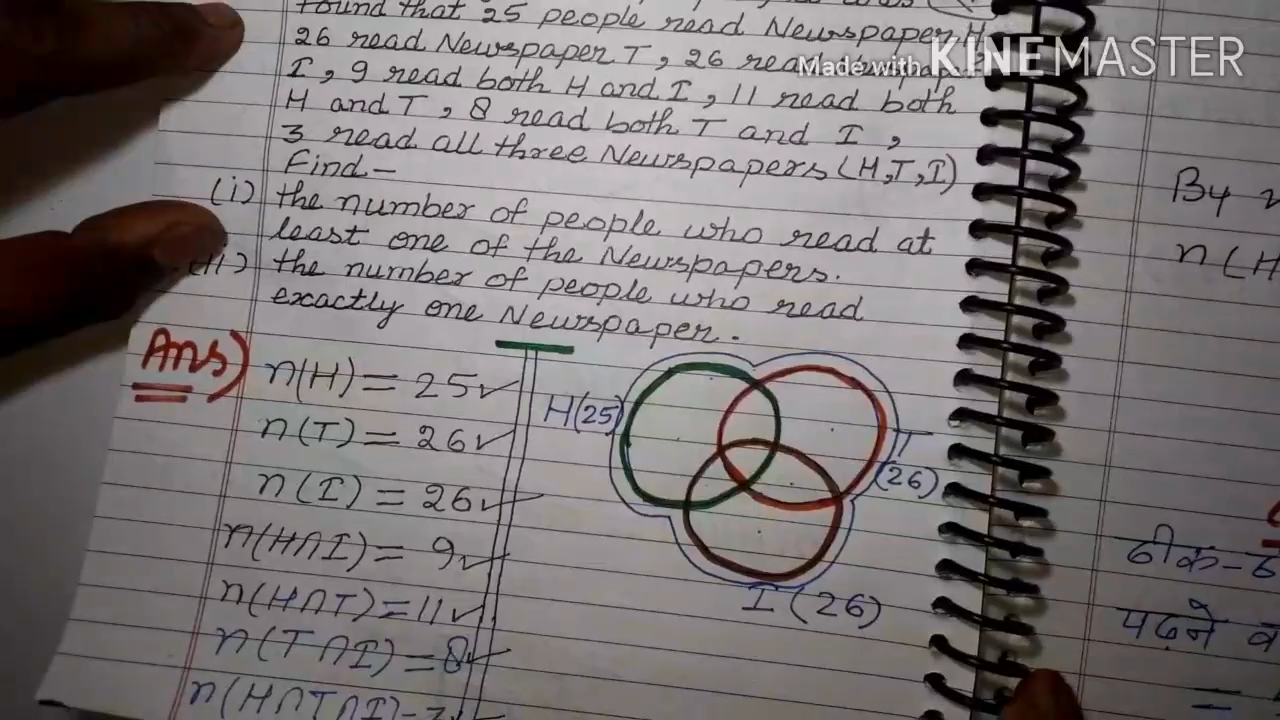 found that 25 people read Newspaper H,
26 read Newspaper T, 26 read
Made with KINEMASTER
I, 9 read both H and I, 11 read both
H and T, 8 read both T and I,
3 read all three Newspapers (H,T,I)
Find—
(i) the number of people who read at
least one of the Newspapers.
(ii) the number of people who read
exactly one Newspaper.
Ans)
n(H) = 25✓
n(T) = 26✓
n(I) = 26✓
n(H∩I) = 9✓
n(H∩T) = 11✓
n(T∩I) = 8✓
n(H∩T∩I) = 3✓
H(25)
T
(26)
I (26)
By
n(H
ठीक-
पढ़ने
=